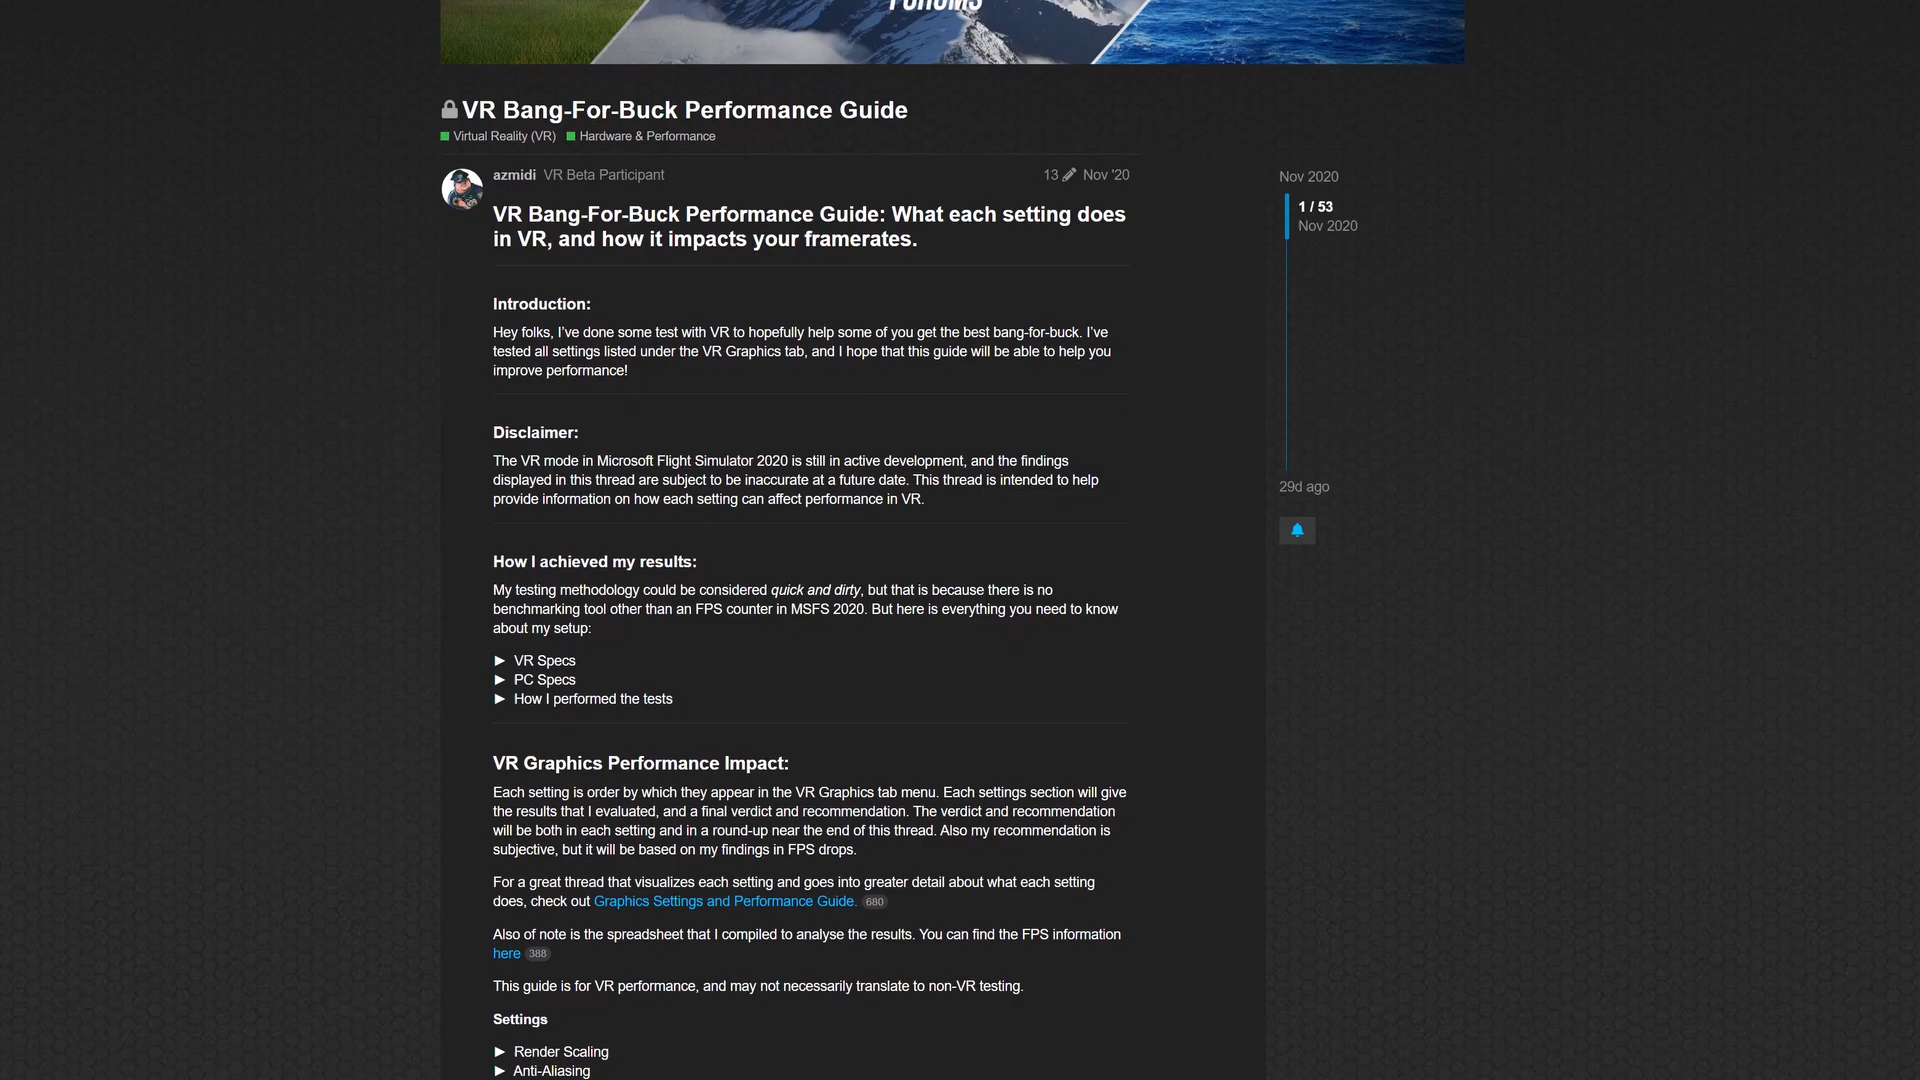 FORUMS
VR Bang-For-Buck Performance Guide
Virtual Reality (VR) Hardware & Performance
azmidi VR Beta Participant 13 Nov '20
Nov 2020
1 / 53
Nov 2020
VR Bang-For-Buck Performance Guide: What each setting does
in VR, and how it impacts your framerates.
Introduction:
Hey folks, I’ve done some test with VR to hopefully help some of you get the best bang-for-buck. I’ve
tested all settings listed under the VR Graphics tab, and I hope that this guide will be able to help you
improve performance!
Disclaimer:
The VR mode in Microsoft Flight Simulator 2020 is still in active development, and the findings
displayed in this thread are subject to be inaccurate at a future date. This thread is intended to help
provide information on how each setting can affect performance in VR.
29d ago
How I achieved my results:
My testing methodology could be considered quick and dirty, but that is because there is no
benchmarking tool other than an FPS counter in MSFS 2020. But here is everything you need to know
about my setup:
► VR Specs
► PC Specs
► How I performed the tests
VR Graphics Performance Impact:
Each setting is order by which they appear in the VR Graphics tab menu. Each settings section will give
the results that I evaluated, and a final verdict and recommendation. The verdict and recommendation
will be both in each setting and in a round-up near the end of this thread. Also my recommendation is
subjective, but it will be based on my findings in FPS drops.
For a great thread that visualizes each setting and goes into greater detail about what each setting
does, check out Graphics Settings and Performance Guide. 680
Also of note is the spreadsheet that I compiled to analyse the results. You can find the FPS information
here 388
This guide is for VR performance, and may not necessarily translate to non-VR testing.
Settings
► Render Scaling
► Anti-Aliasing